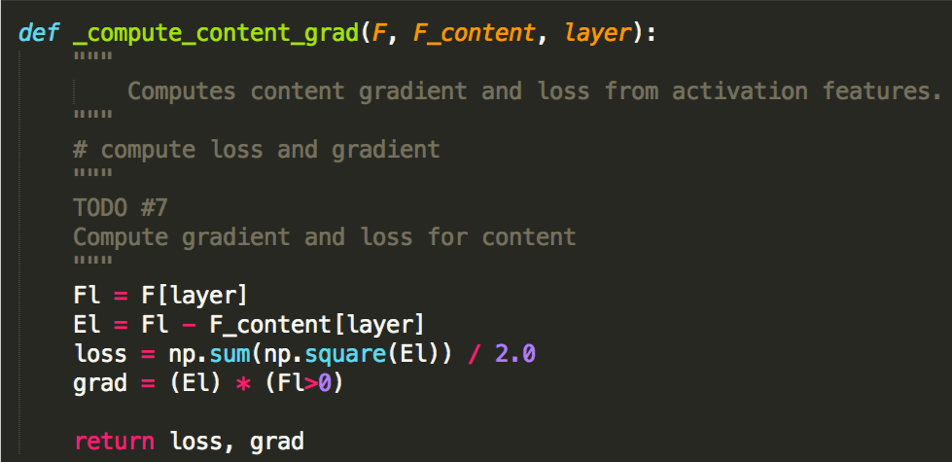 def _compute_content_grad(F, F_content, layer):
"""
Computes content gradient and loss from activation features.
"""
# compute loss and gradient
"""
TODO #7
Compute gradient and loss for content
"""
Fl = F[layer]
El = Fl - F_content[layer]
loss = np.sum(np.square(El)) / 2.0
grad = (El) * (Fl>0)
return loss, grad